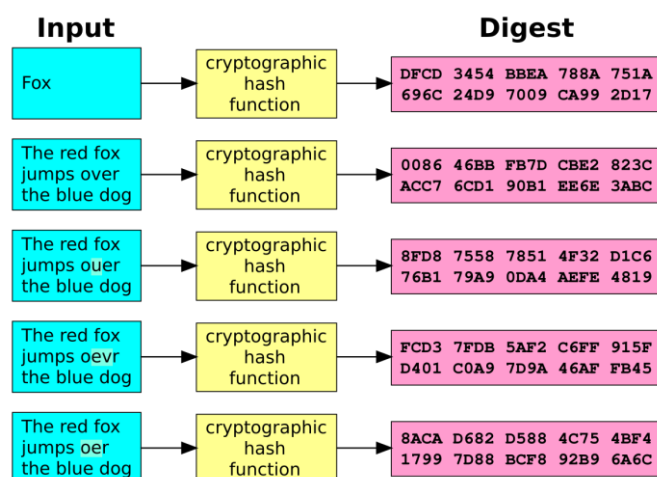 Input
Digest
Fox
cryptographic
hash
function
DFCD 3454 BBEA 788A 751A
696C 24D9 7009 CA99 2D17
The red fox
jumps over
the blue dog
cryptographic
hash
function
0086 46BB FB7D CBE2 823C
ACC7 6CD1 90B1 EE6E 3ABC
The red fox
jumps ouer
the blue dog
cryptographic
hash
function
8FD8 7558 7851 4F32 D1C6
76B1 79A9 0DA4 AEFE 4819
The red fox
jumps oevr
the blue dog
cryptographic
hash
function
FCD3 7FDB 5AF2 C6FF 915F
D401 C0A9 7D9A 46AF FB45
The red fox
jumps oer
the blue dog
cryptographic
hash
function
8ACA D682 D588 4C75 4BF4
1799 7D88 BCF8 92B9 6A6C